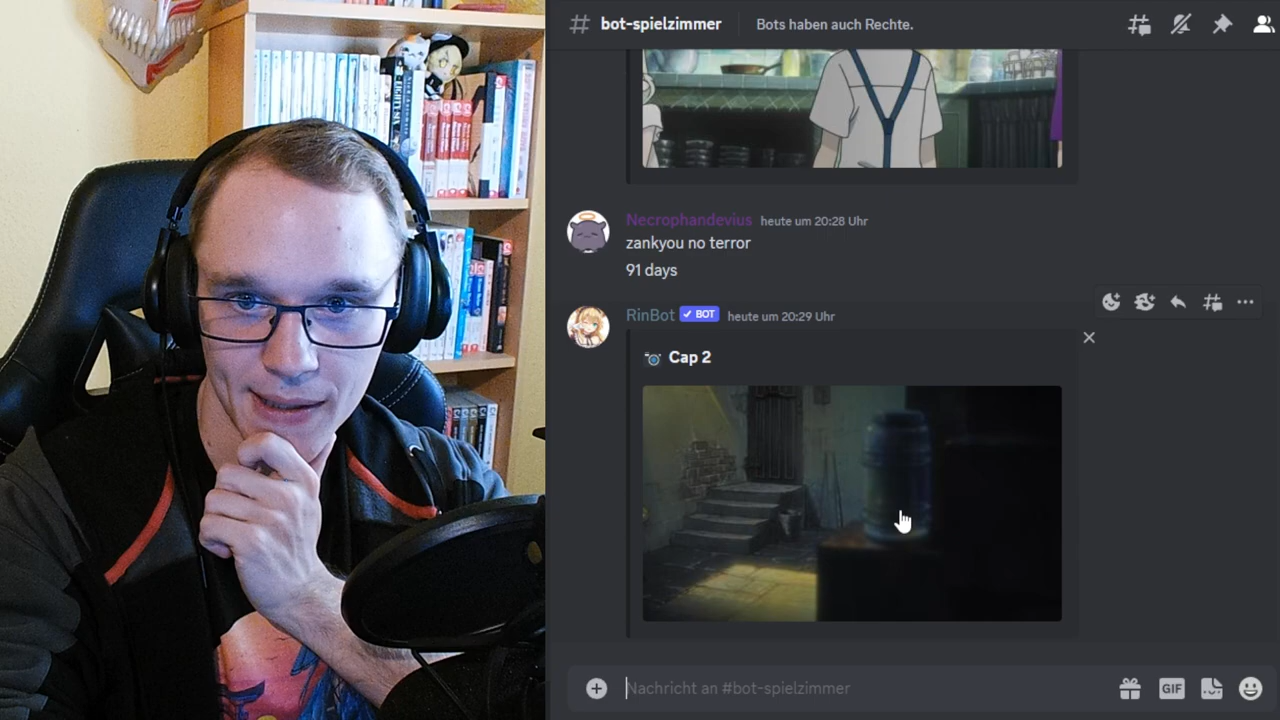 bot-spielzimmer
Bots haben auch Rechte.
Necrophandevius heute um 20:28 Uhr
zankyou no terror
91 days
RinBot BOT heute um 20:29 Uhr
Cap 2
Nachricht an #bot-spielzimmer
GIF